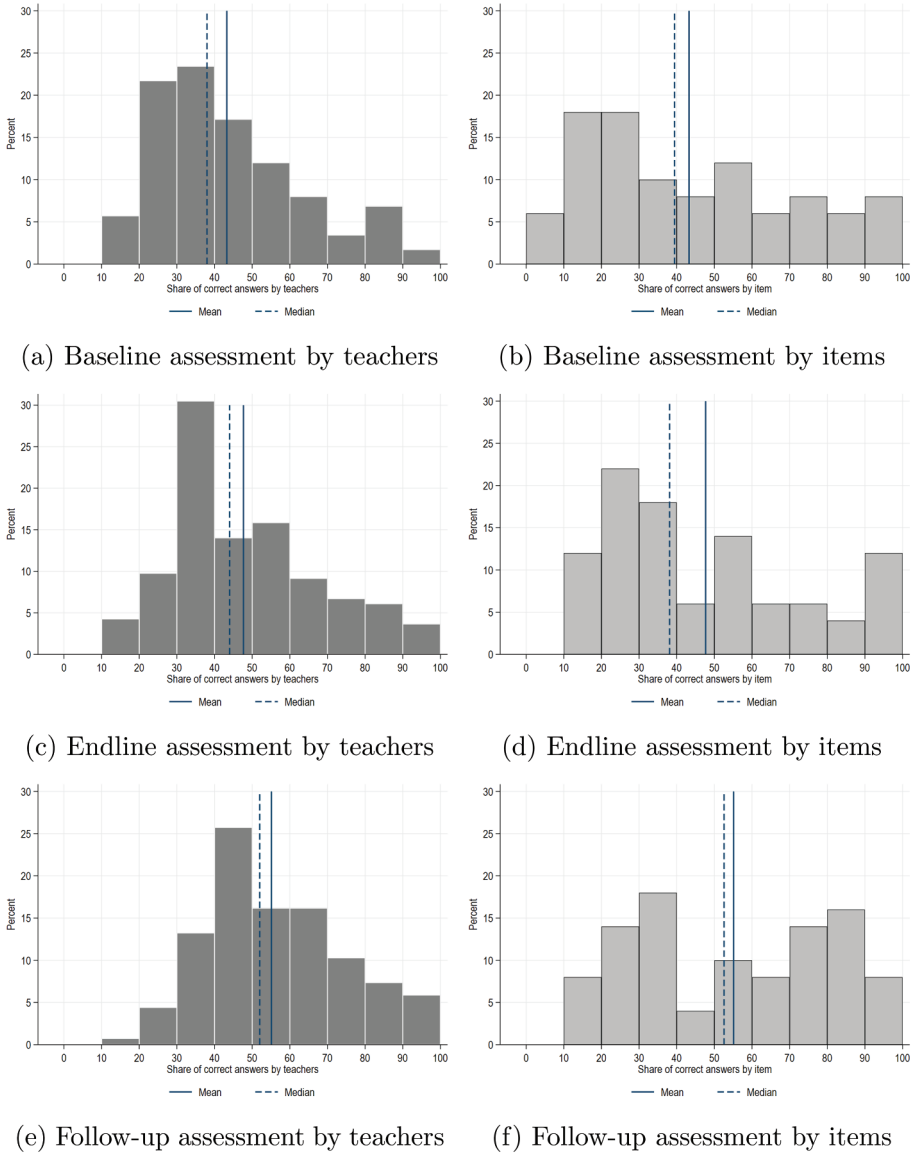 30
25
20
15
10
5
0
Percent
0 10 20 30 40 50 60 70 80 90 100
Share of correct answers by teachers
Mean Median
(a) Baseline assessment by teachers
30
25
20
15
10
5
0
Percent
0 10 20 30 40 50 60 70 80 90 100
Share of correct answers by item
Mean Median
(b) Baseline assessment by items
30
25
20
15
10
5
0
Percent
0 10 20 30 40 50 60 70 80 90 100
Share of correct answers by teachers
Mean Median
(c) Endline assessment by teachers
30
25
20
15
10
5
0
Percent
0 10 20 30 40 50 60 70 80 90 100
Share of correct answers by item
Mean Median
(d) Endline assessment by items
30
25
20
15
10
5
0
Percent
0 10 20 30 40 50 60 70 80 90 100
Share of correct answers by teachers
Mean Median
(e) Follow-up assessment by teachers
30
25
20
15
10
5
0
Percent
0 10 20 30 40 50 60 70 80 90 100
Share of correct answers by item
Mean Median
(f) Follow-up assessment by items